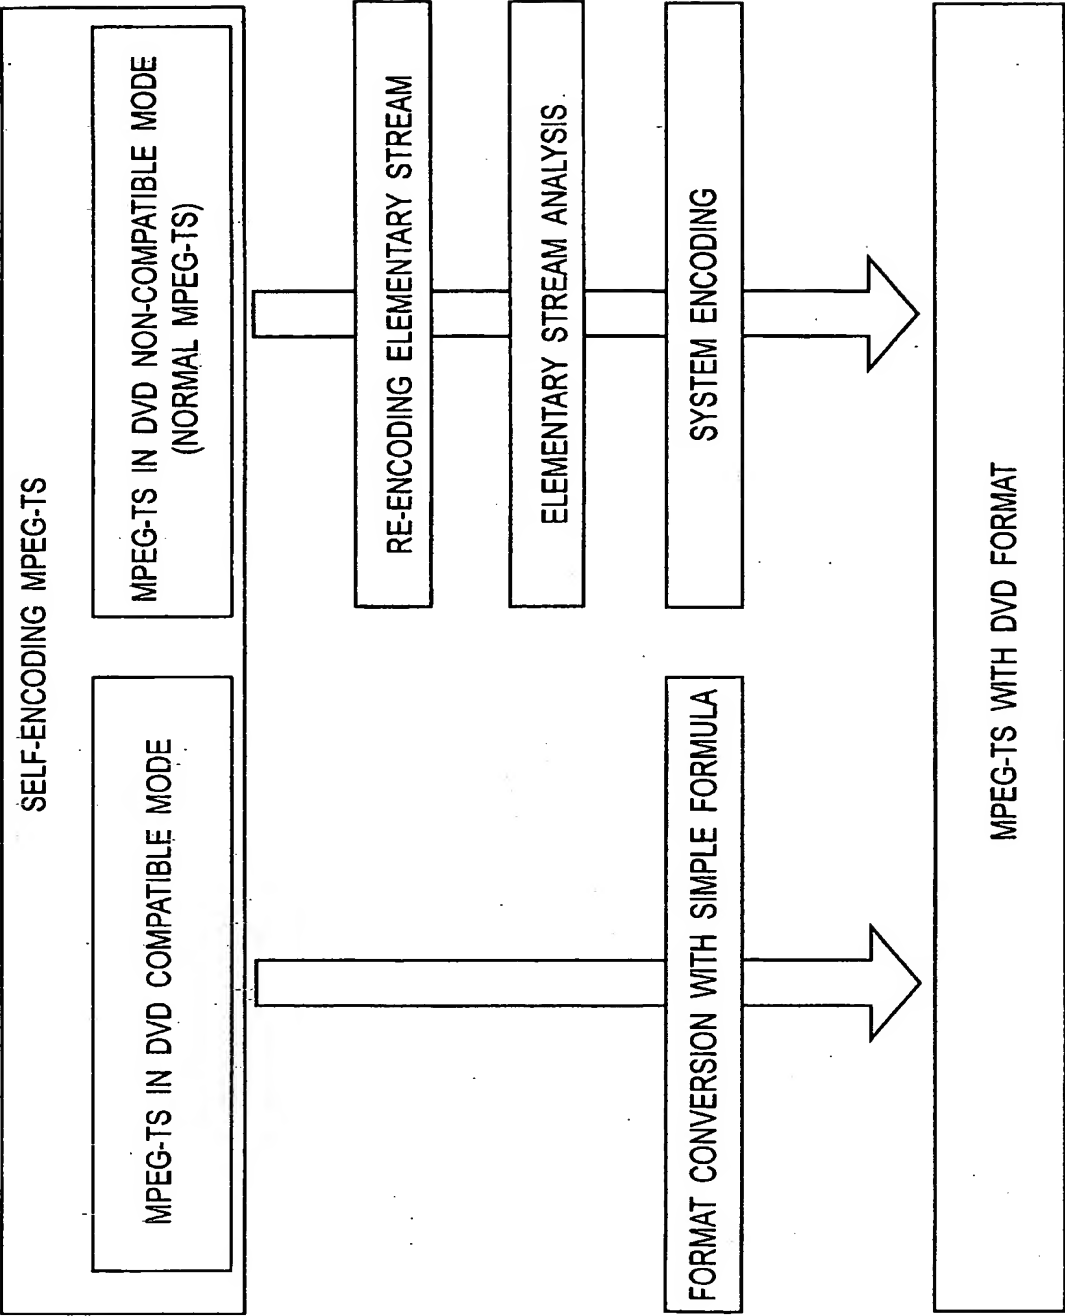 SELF-ENCODING MPEG-TS
MPEG-TS IN DVD COMPATIBLE MODE
MPEG-TS IN DVD NON-COMPATIBLE MODE
(NORMAL MPEG-TS)
RE-ENCODING ELEMENTARY STREAM
ELEMENTARY STREAM ANALYSIS
FORMAT CONVERSION WITH SIMPLE FORMULA
SYSTEM ENCODING
MPEG-TS WITH DVD FORMAT